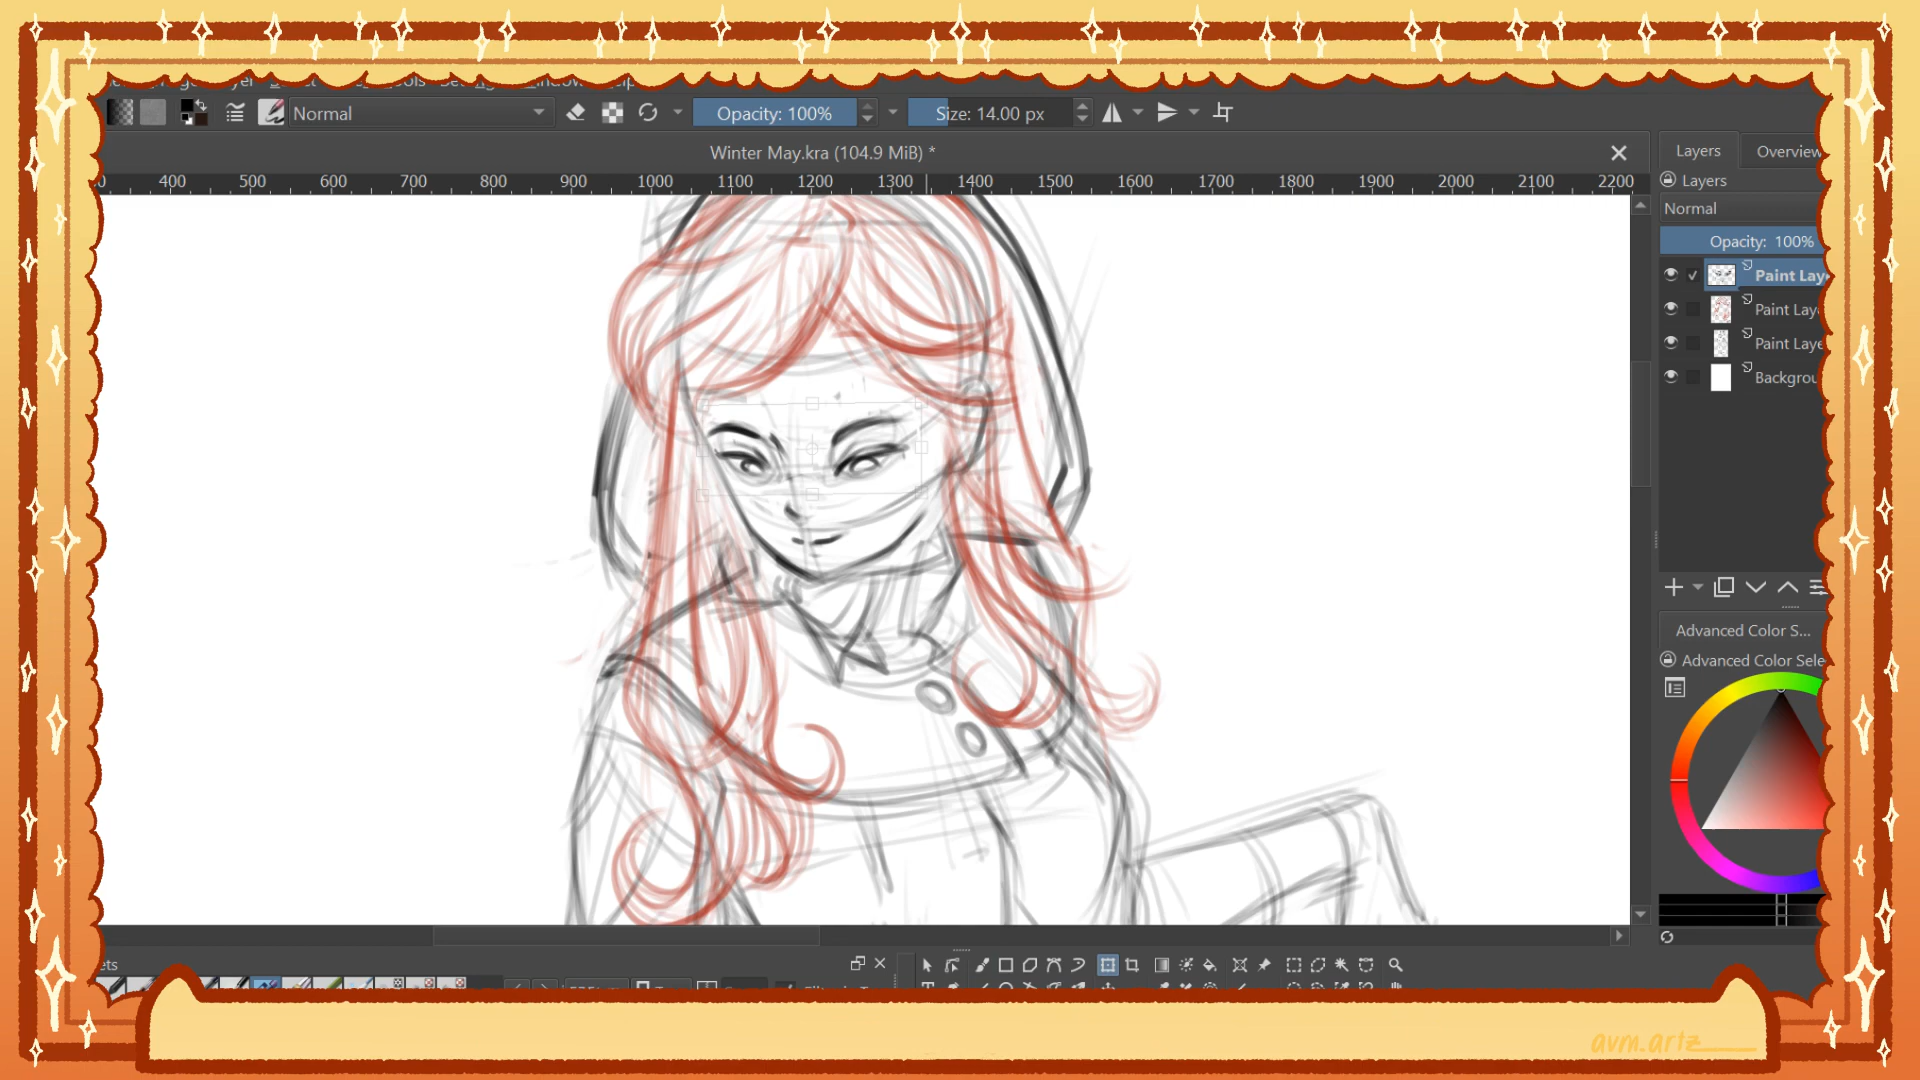 Normal
Opacity: 100%
Size: 14.00 px
Winter May.kra (104.9 MiB) *
Layers
Overview
400 500 600 700 800 900 1000 1100 1200 1300 1400 1500 1600 1700 1800 1900 2000 2100 2200
Layers
Normal
Opacity: 100%
Paint Lay
Paint Lay
Paint Laye
Backgrou
Advanced Color S...
Advanced Color Sele
ets
avm.artz